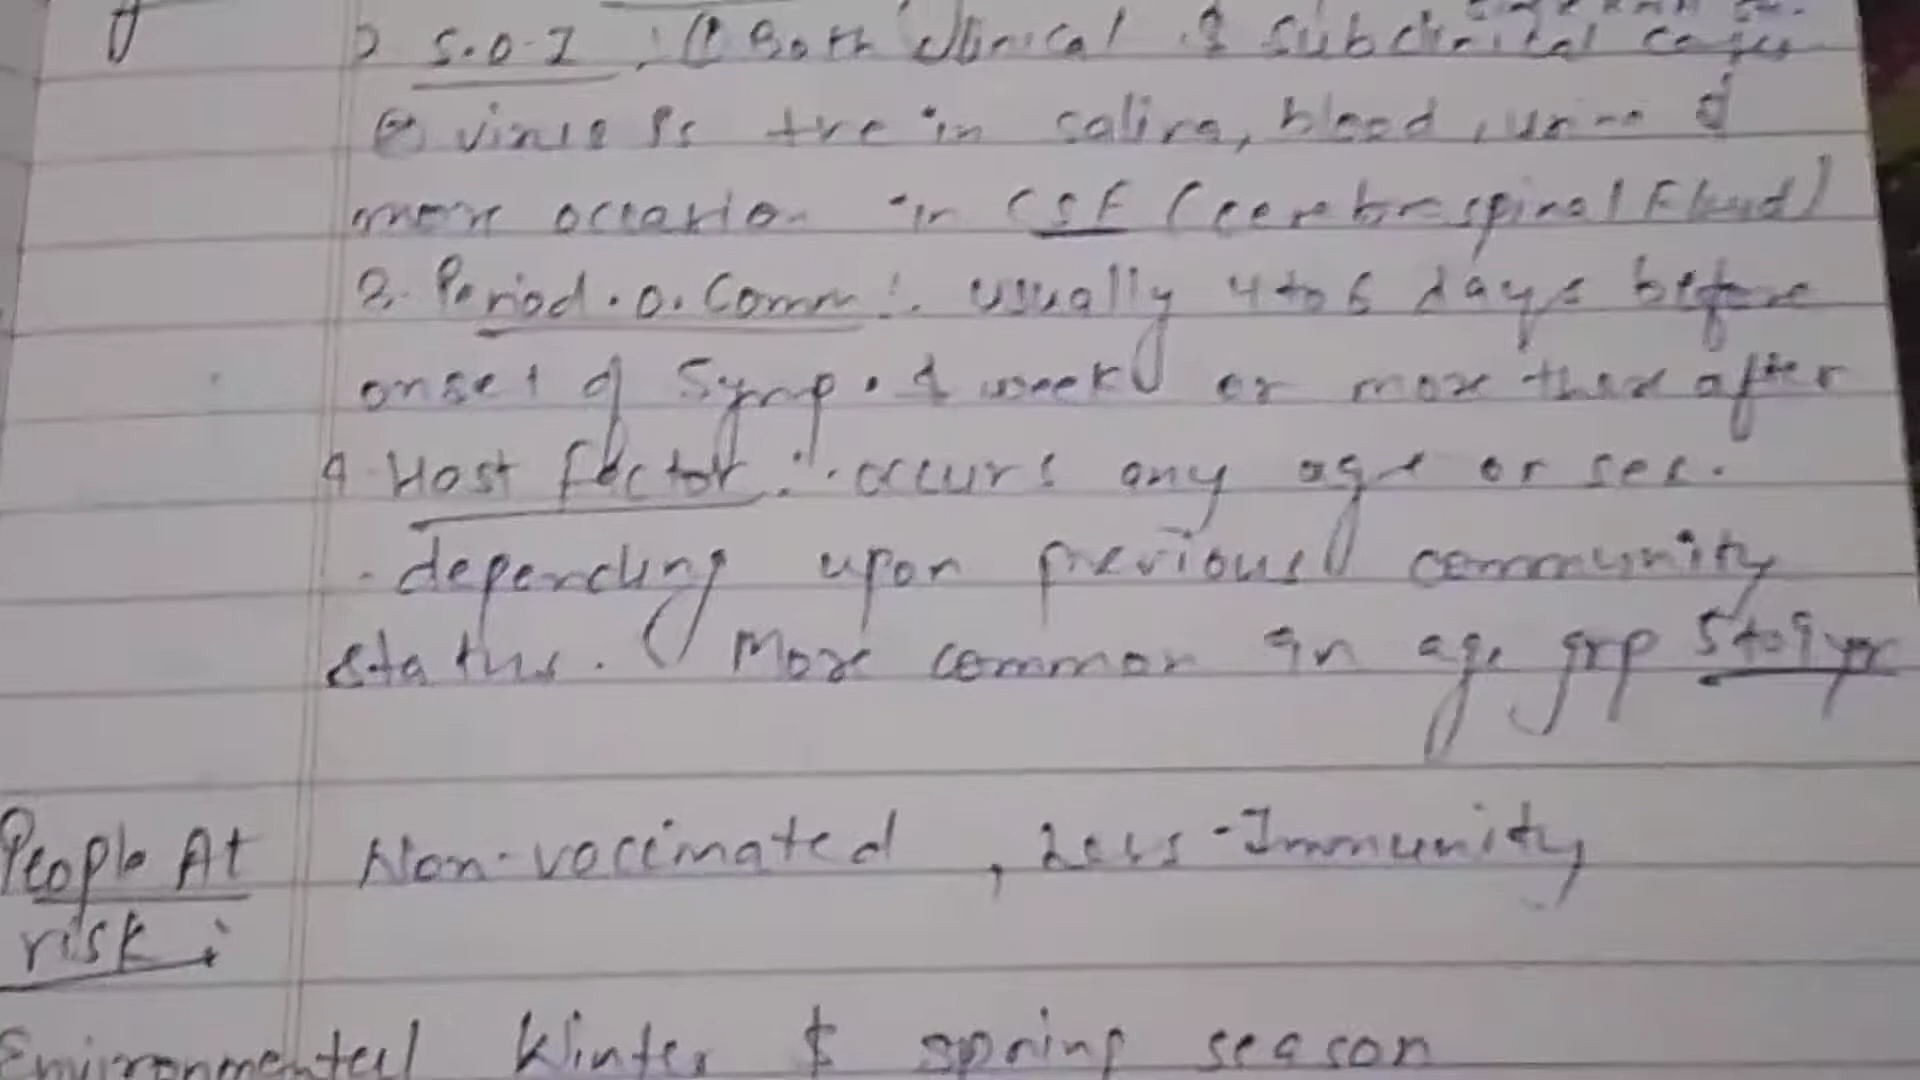 S.O.I : ① Both clinical & subclinical cases
② virus is +ve in saliva, blood, urine &
more occasion in CSF (cerebrospinal Fluid)
Period.o.Comm :. usually 4 to 6 days before
onset of Symp. & week or more there after
4. Host factor :. occurs any age or sex.
- depending upon previous community
status. More common in age grp 5 to 9 yr
People At Non-vaccinated , Less-Immunity
risk :
Environmental Winter & spring season